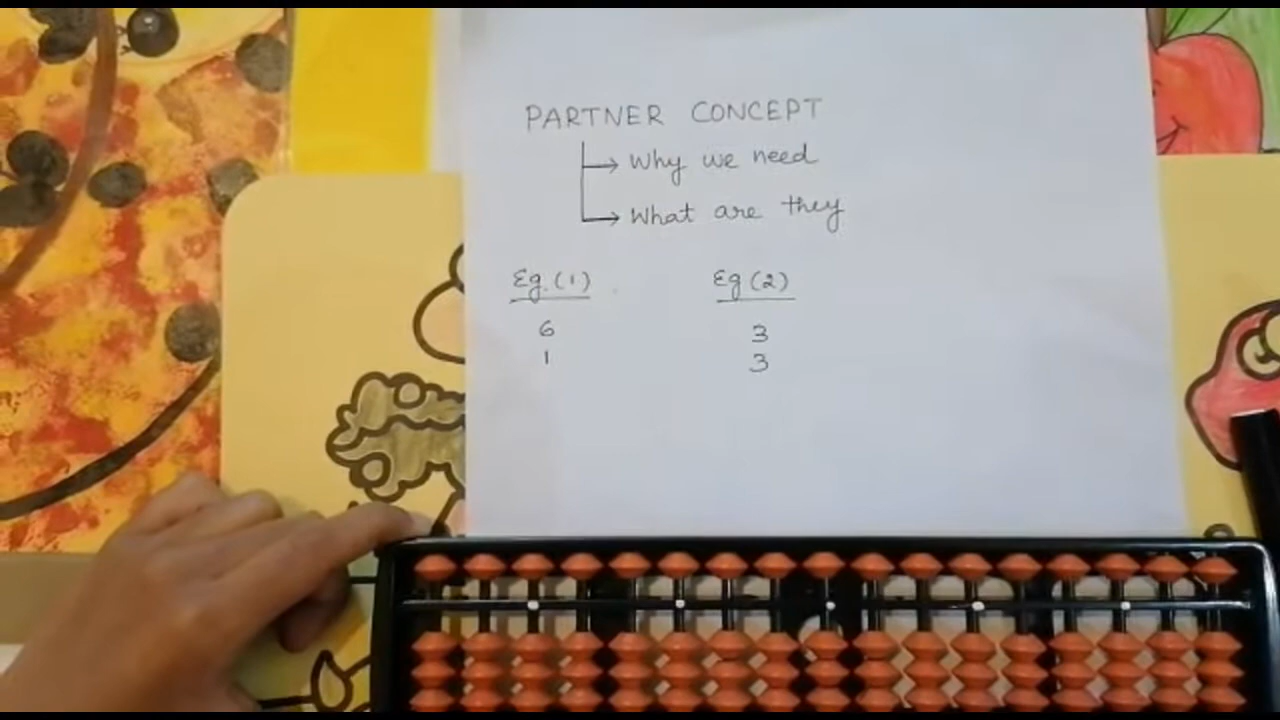 PARTNER CONCEPT
Why we need
What are they
Eg.(1) Eg(2)
6 3
1 3